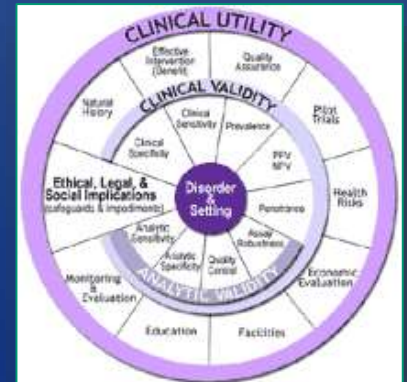 CLINICAL UTILITY
Effective
Intervention
(Benefit)
Quality
Assurance
Natural
History
CLINICAL VALIDITY
Pilot
Trials
Clinical
Sensitivity
Prevalence
Clinical
Specificity
PPV
NPV
Ethical, Legal, &
Social Implications
(safeguards & impediments)
Disorder
&
Setting
Health
Risks
Penetrance
Analytic
Sensitivity
Assay
Robustness
Analytic
Specificity
Quality
Control
Monitoring
&
Evaluation
ANALYTIC VALIDITY
Economic
Evaluation
Education
Facilities